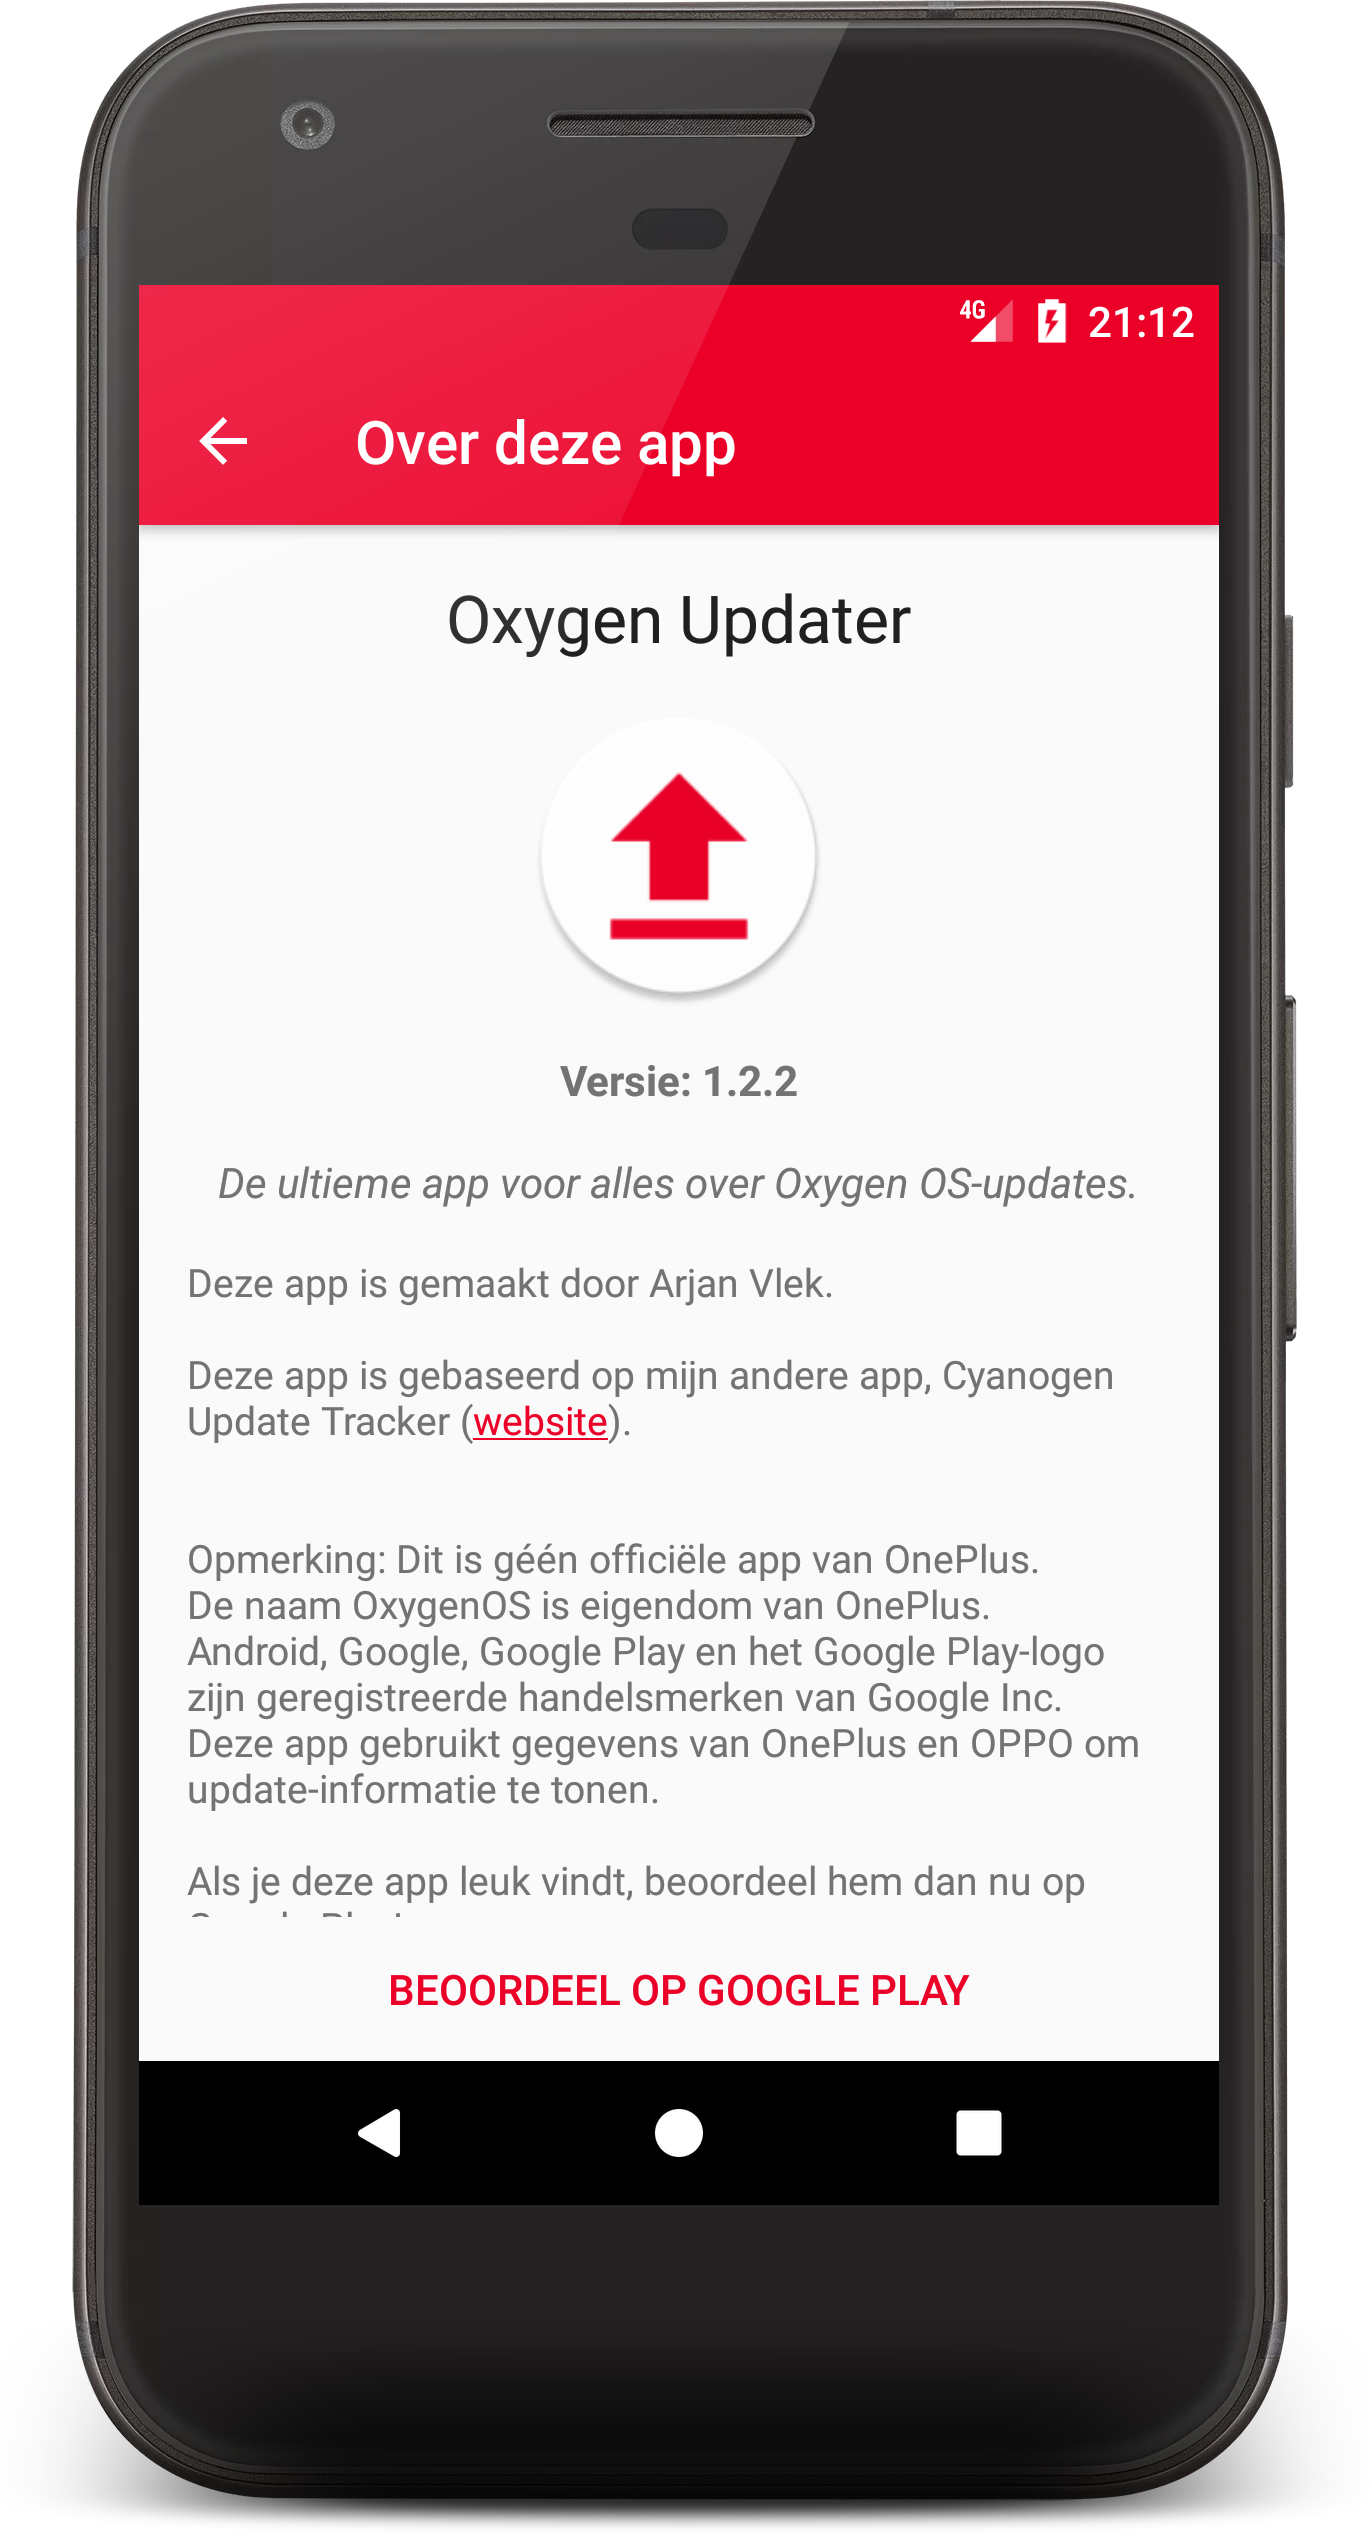 4G 21:12
Over deze app
Oxygen Updater
Versie: 1.2.2
De ultieme app voor alles over Oxygen OS-updates.
Deze app is gemaakt door Arjan Vlek.
Deze app is gebaseerd op mijn andere app, Cyanogen
Update Tracker (website).
Opmerking: Dit is géén officiële app van OnePlus.
De naam OxygenOS is eigendom van OnePlus.
Android, Google, Google Play en het Google Play-logo
zijn geregistreerde handelsmerken van Google Inc.
Deze app gebruikt gegevens van OnePlus en OPPO om
update-informatie te tonen.
Als je deze app leuk vindt, beoordeel hem dan nu op
BEOORDEEL OP GOOGLE PLAY